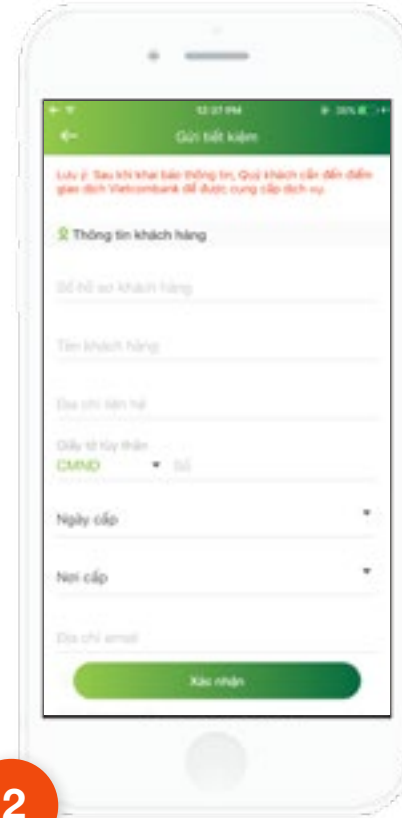 12:37 PM
Gửi tiết kiệm
Lưu ý: Sau khi khai báo thông tin, Quý khách cần đến điểm
giao dịch Vietcombank để được cung cấp dịch vụ.
Thông tin khách hàng
Số hồ sơ khách hàng
Tên khách hàng
Địa chỉ liên hệ
Giấy tờ tùy thân
CMND Số
Ngày cấp
Nơi cấp
Địa chỉ email
Xác nhận
2